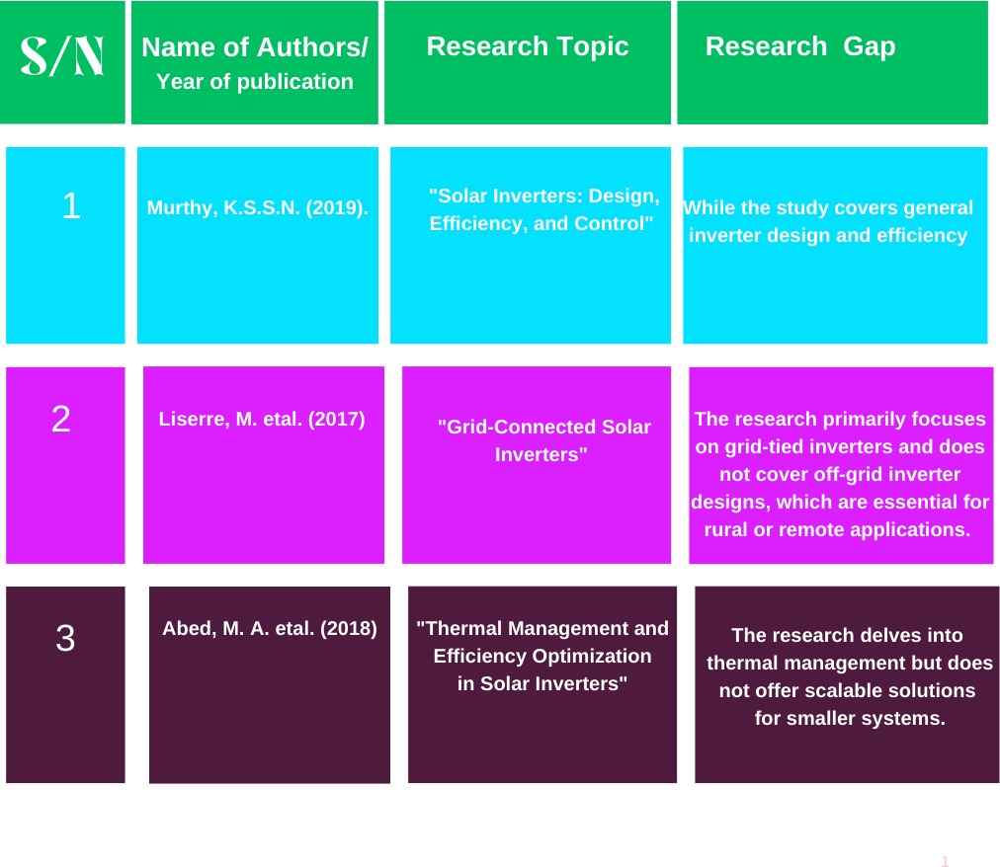 S/N
Name of Authors/
Year of publication
Research Topic
Research  Gap
1
Murthy, K.S.S.N. (2019).
"Solar Inverters: Design,
Efficiency, and Control"
While the study covers general
inverter design and efficiency
2
Liserre, M. etal. (2017)
"Grid-Connected Solar
Inverters"
The research primarily focuses
on grid-tied inverters and does
not cover off-grid inverter
designs, which are essential for
rural or remote applications.
3
Abed, M. A. etal. (2018)
"Thermal Management and
Efficiency Optimization
in Solar Inverters"
The research delves into
thermal management but does
not offer scalable solutions
for smaller systems.
1